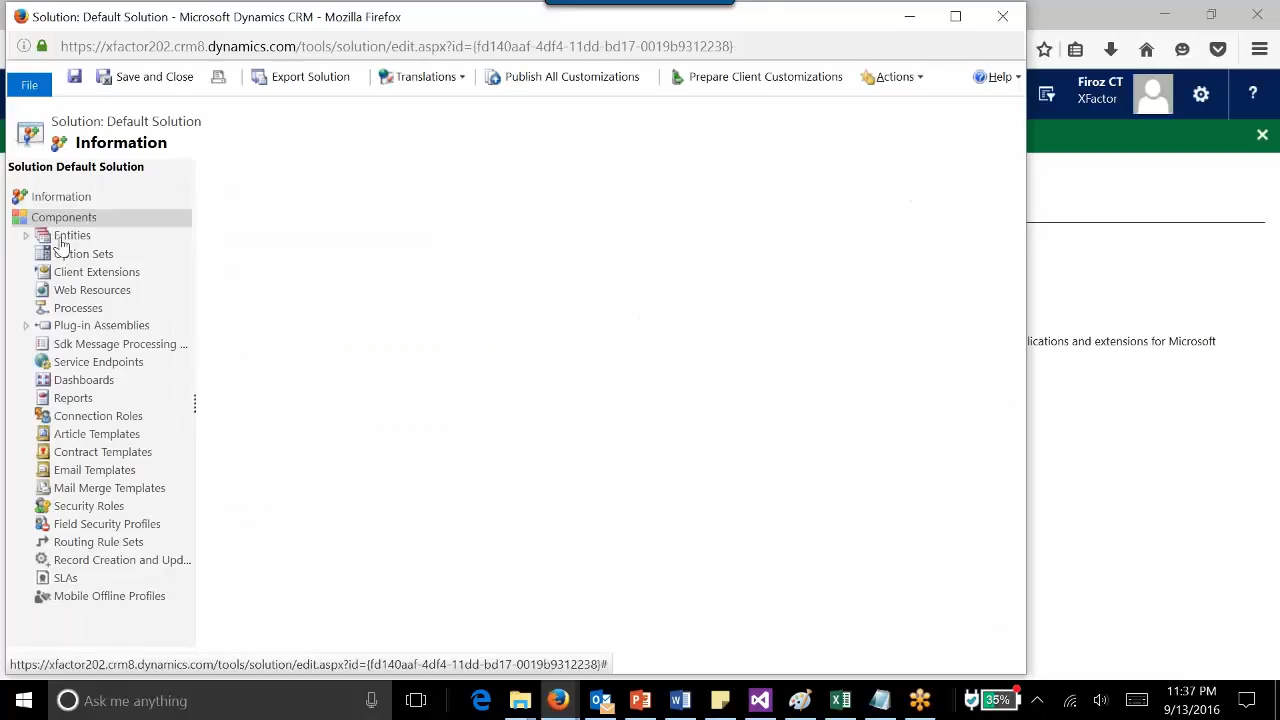 Solution: Default Solution - Microsoft Dynamics CRM - Mozilla Firefox
https://xfactor202.crm8.dynamics.com/tools/solution/edit.aspx?id={fd140aaf-4df4-11dd-bd17-0019b9312238}
File
Save and Close
Export Solution
Translations
Publish All Customizations
Prepare Client Customizations
Actions
Help
Firoz CT
XFactor
?
Solution: Default Solution
Information
Solution Default Solution
Information
Components
Entities
Option Sets
Client Extensions
Web Resources
Processes
Plug-in Assemblies
Sdk Message Processing ...
Service Endpoints
Dashboards
Reports
Connection Roles
Article Templates
Contract Templates
Email Templates
Mail Merge Templates
Security Roles
Field Security Profiles
Routing Rule Sets
Record Creation and Upd...
SLAs
Mobile Offline Profiles
lications and extensions for Microsoft
https://xfactor202.crm8.dynamics.com/tools/solution/edit.aspx?id={fd140aaf-4df4-11dd-bd17-0019b9312238}#
Ask me anything
35%
11:37 PM
9/13/2016